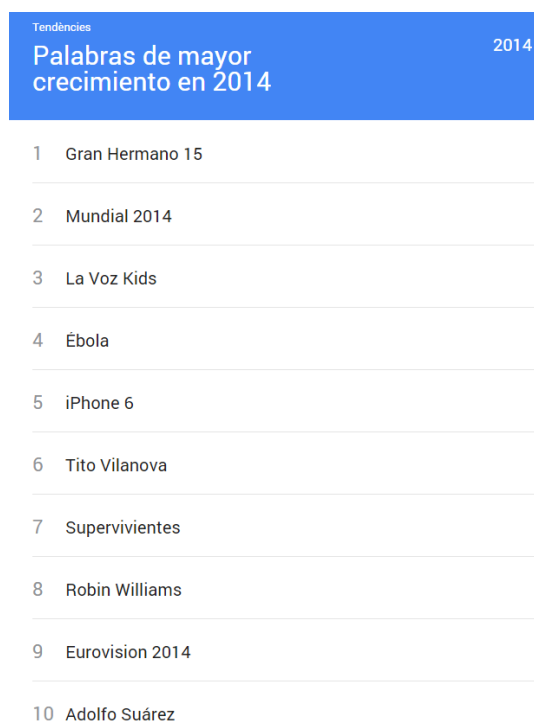 Tendències
Palabras de mayor 2014
crecimiento en 2014
1 Gran Hermano 15
2 Mundial 2014
3 La Voz Kids
4 Ébola
5 iPhone 6
6 Tito Vilanova
7 Supervivientes
8 Robin Williams
9 Eurovision 2014
10 Adolfo Suárez